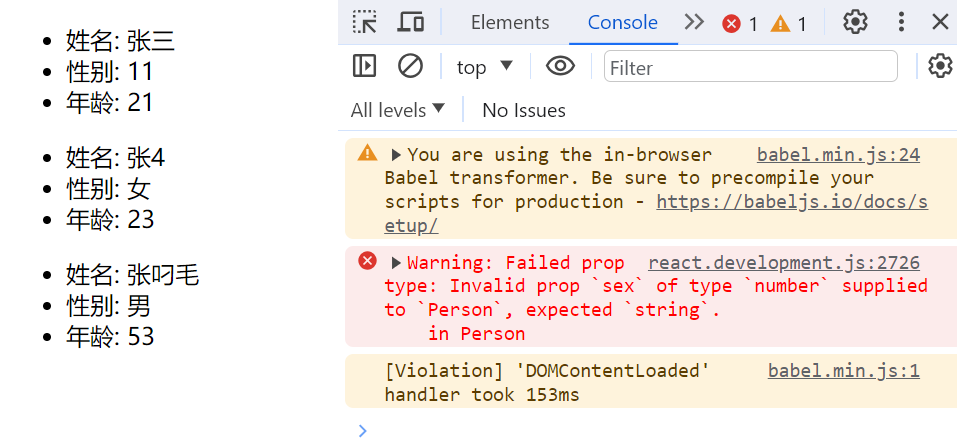 姓名: 张三
性别: 11
年龄: 21
姓名: 张4
性别: 女
年龄: 23
姓名: 张叼毛
性别: 男
年龄: 53
Elements
Console
1
1
top
Filter
All levels
No Issues
You are using the in-browser babel.min.js:24
Babel transformer. Be sure to precompile your
scripts for production - https://babeljs.io/docs/s
etup/
Warning: Failed prop react.development.js:2726
type: Invalid prop `sex` of type `number` supplied
to `Person`, expected `string`.
in Person
[Violation] 'DOMContentLoaded' babel.min.js:1
handler took 153ms